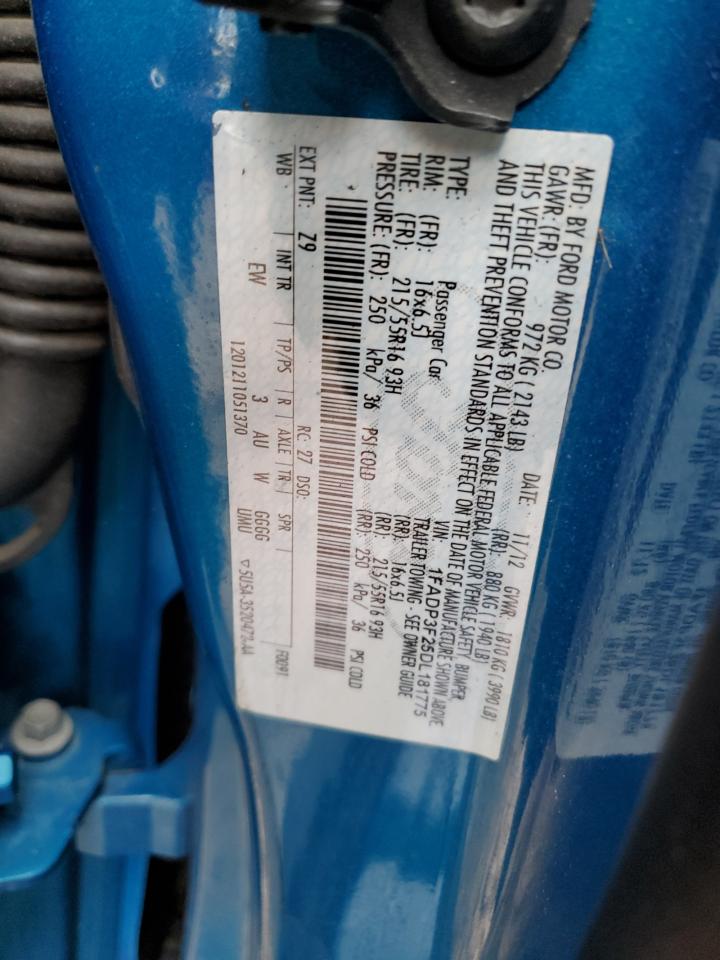 MFD. BY FORD MOTOR CO.
DATE: 11/12 GVWR: 1810 KG ( 3990 LB)
GAWR: (FR): 972 KG ( 2143 LB) (RR): 880 KG ( 1940 LB)
THIS VEHICLE CONFORMS TO ALL APPLICABLE FEDERAL MOTOR VEHICLE SAFETY, BUMPER,
AND THEFT PREVENTION STANDARDS IN EFFECT ON THE DATE OF MANUFACTURE SHOWN ABOVE
VIN: 1FADP3F25DL181775
TYPE: Passenger Car TRAILER TOWING - SEE OWNER GUIDE
RIM: (FR): 16x6.5J (RR): 16x6.5J
TIRE: (FR): 215/55R16 93H (RR): 215/55R16 93H
PRESSURE: (FR): 250 kPa/ 36 PSI COLD (RR): 250 kPa/ 36 PSI COLD
EXT PNT: Z9 RC: 27 DSO: F0091
WB INT TR TP/PS R AXLE TR SPR
EW 3 AU W GGGG UMU
1201211051370 5U5A-3520472-AA